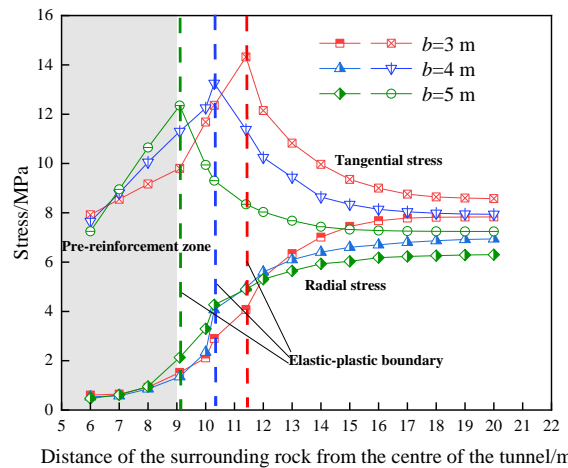 16
14
12
10
8
6
4
2
0
Stress/MPa
b=3 m
b=4 m
b=5 m
Tangential stress
Pre-reinforcement zone
Radial stress
Elastic-plastic boundary
5 6 7 8 9 10 11 12 13 14 15 16 17 18 19 20 21 22
Distance of the surrounding rock from the centre of the tunnel/m